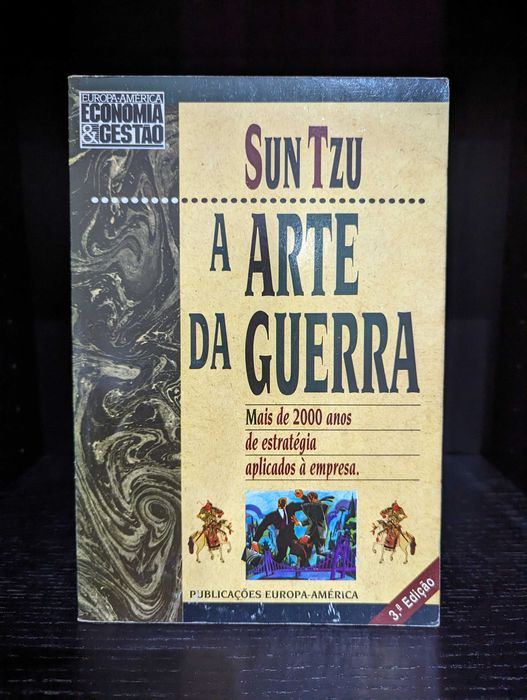 EUROPA-AMÉRICA
ECONOMIA
& GESTÃO
SUN TZU
A ARTE
DA GUERRA
Mais de 2000 anos
de estratégia
aplicados à empresa.
PUBLICAÇÕES EUROPA-AMÉRICA
3.ª Edição